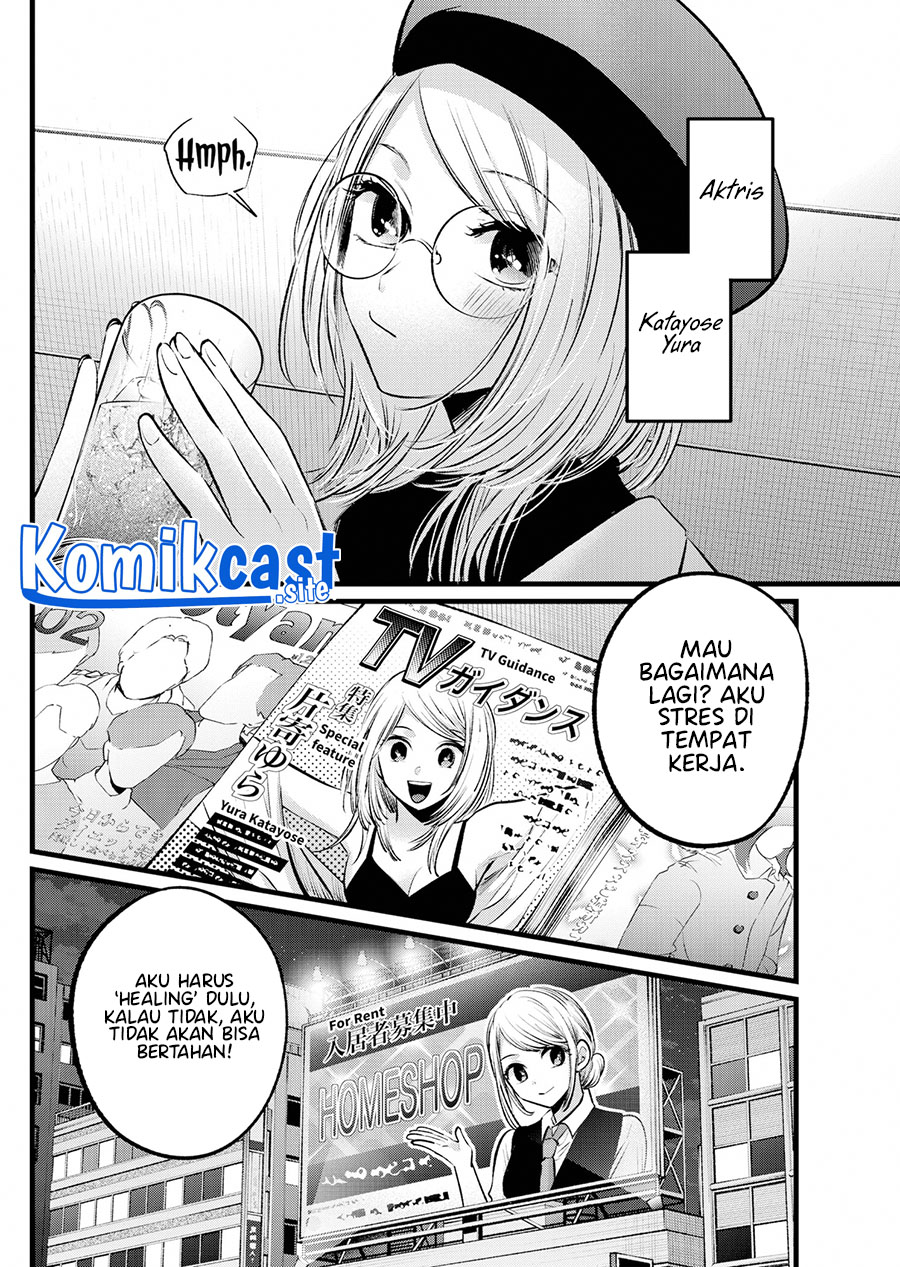 Hmph.
Aktris
Katayose
Yura
Komikcast
.site
02
TV
ガイダンス
TV Guidance
特集
Special
feature
片寄ゆら
Yura Katayose
MAU
BAGAIMANA
LAGI? AKU
STRES DI
TEMPAT
KERJA.
AKU HARUS
'HEALING' DULU,
KALAU TIDAK, AKU
TIDAK AKAN BISA
BERTAHAN!
For Rent
入居者募集中
HOMESHOP